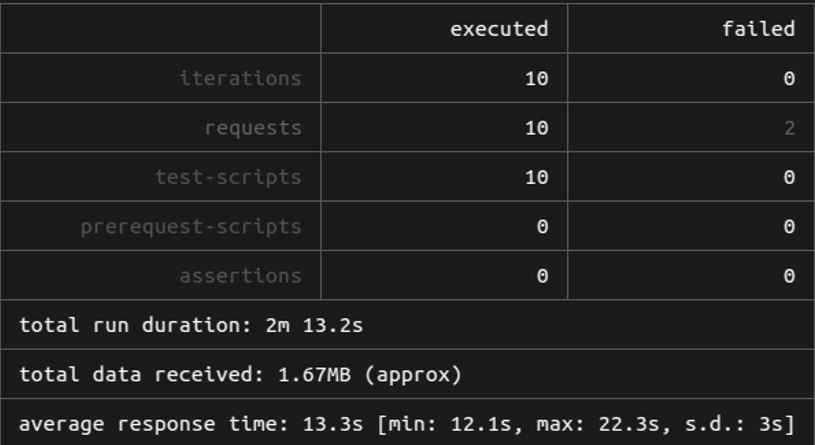 executed failed
iterations 10 0
requests 10 2
test-scripts 10 0
prerequest-scripts 0 0
assertions 0 0
total run duration: 2m 13.2s
total data received: 1.67MB (approx)
average response time: 13.3s [min: 12.1s, max: 22.3s, s.d.: 3s]